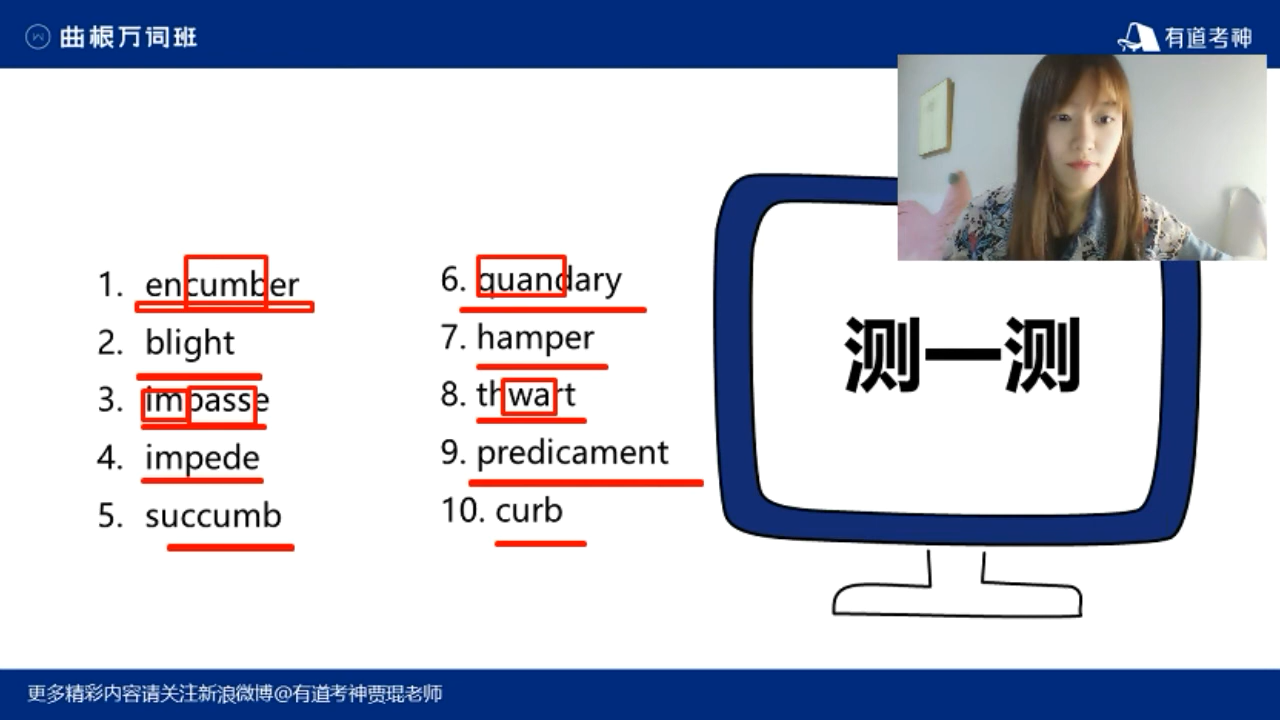 曲根万词班
有道考神
1. encumber
2. blight
3. impasse
4. impede
5. succumb
6. quandary
7. hamper
8. thwart
9. predicament
10. curb
测一测
更多精彩内容请关注新浪微博@有道考神贾琨老师